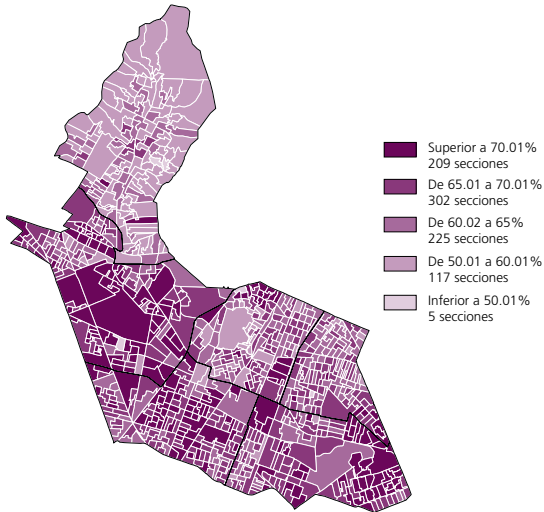 Superior a 70.01%
209 secciones
De 65.01 a 70.01%
302 secciones
De 60.02 a 65%
225 secciones
De 50.01 a 60.01%
117 secciones
Inferior a 50.01%
5 secciones